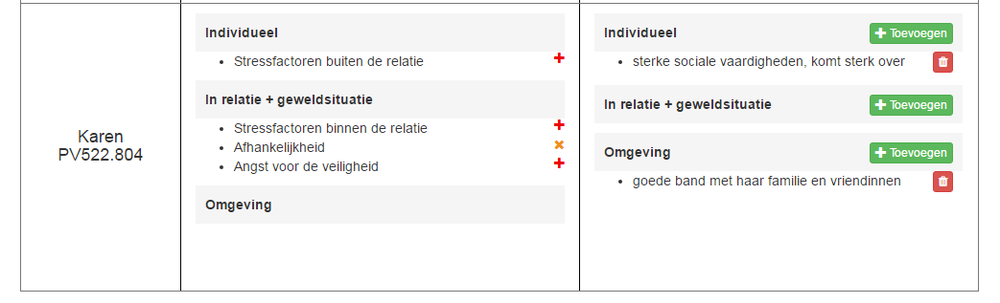 Karen
PV522.804
Individueel
Stressfactoren buiten de relatie
In relatie + geweldsituatie
Stressfactoren binnen de relatie
Afhankelijkheid
Angst voor de veiligheid
Omgeving
Individueel
Toevoegen
sterke sociale vaardigheden, komt sterk over
In relatie + geweldsituatie
Toevoegen
Omgeving
Toevoegen
goede band met haar familie en vriendinnen